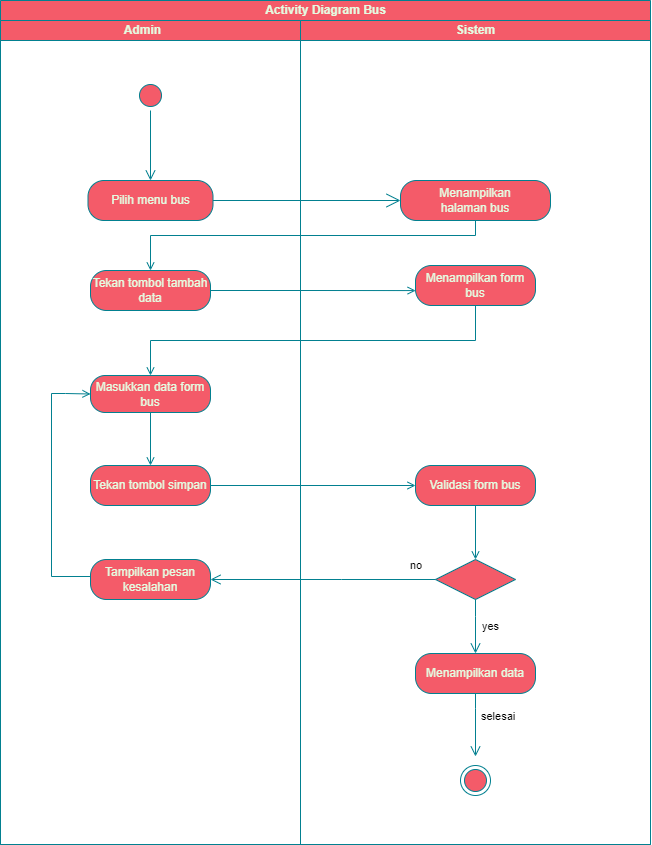 Activity Diagram Bus
Admin
Sistem
Pilih menu bus
Menampilkan
halaman bus
Tekan tombol tambah
data
Menampilkan form
bus
Masukkan data form
bus
Tekan tombol simpan
Validasi form bus
no
Tampilkan pesan
kesalahan
yes
Menampilkan data
selesai